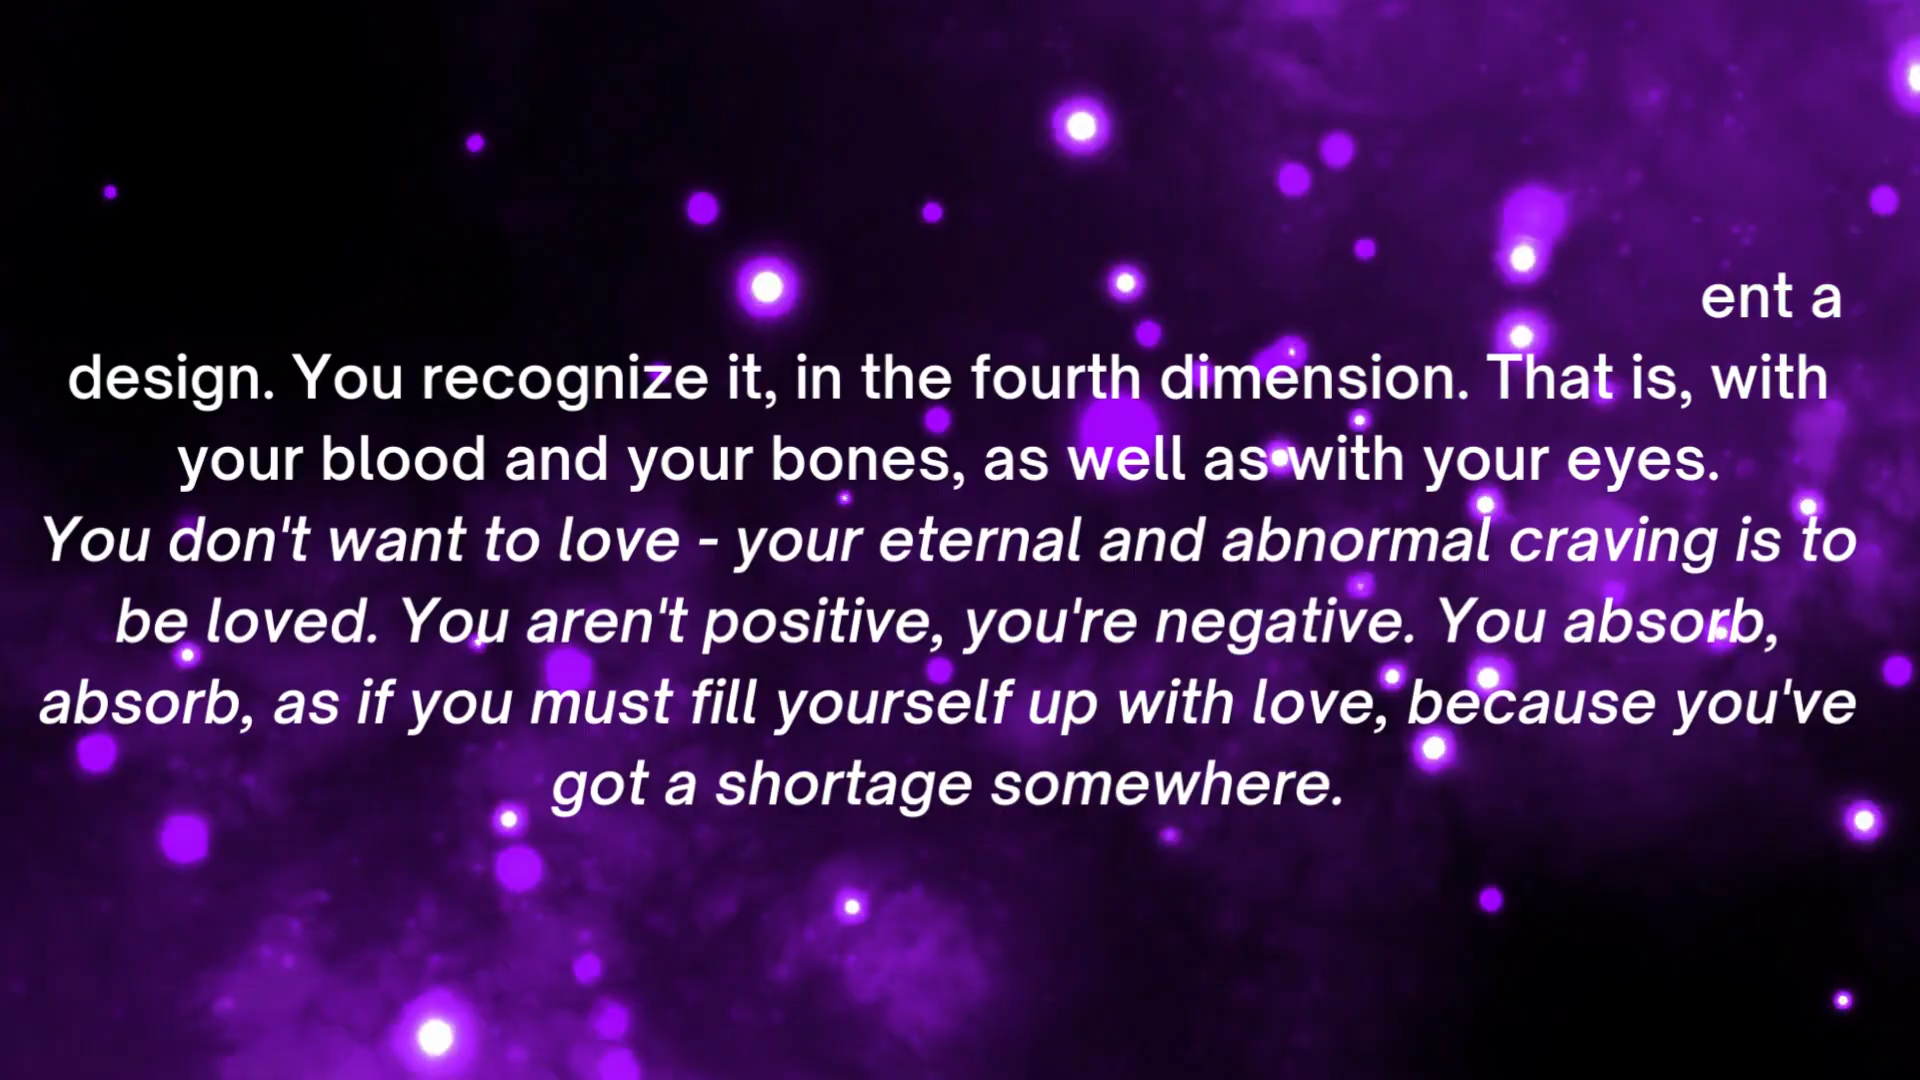 ent a
design. You recognize it, in the fourth dimension. That is, with
your blood and your bones, as well as with your eyes.
You don't want to love - your eternal and abnormal craving is to
be loved. You aren't positive, you're negative. You absorb,
absorb, as if you must fill yourself up with love, because you've
got a shortage somewhere.